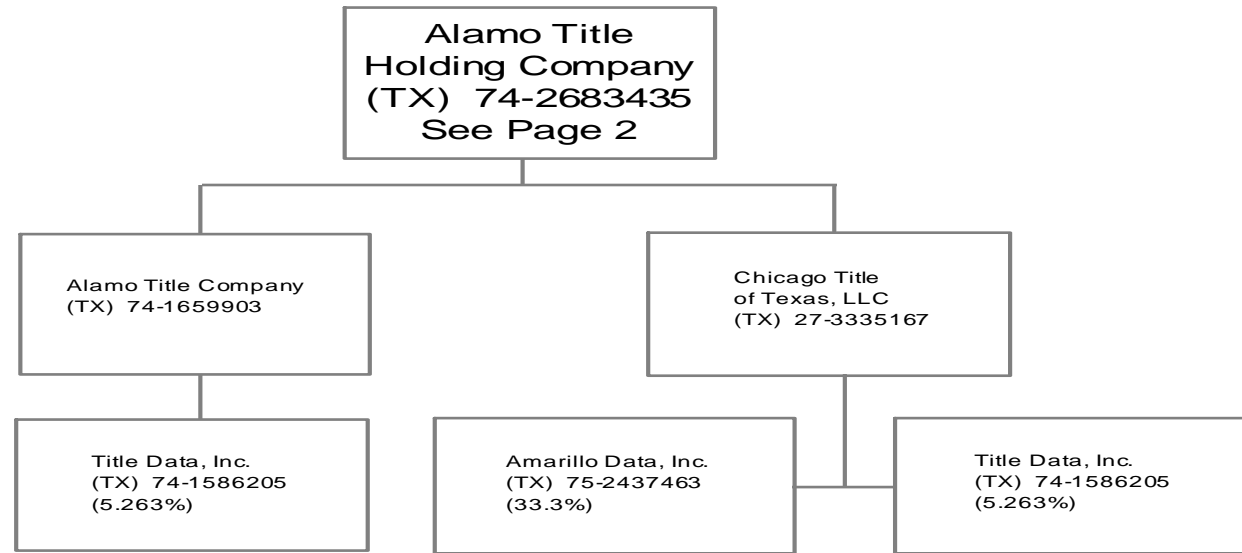 Alamo Title
Holding Company
(TX) 74-2683435
See Page 2
Alamo Title Company
(TX) 74-1659903
Chicago Title
of Texas, LLC
(TX) 27-3335167
Title Data, Inc.
(TX) 74-1586205
(5.263%)
Amarillo Data, Inc.
(TX) 75-2437463
(33.3%)
Title Data, Inc.
(TX) 74-1586205
(5.263%)